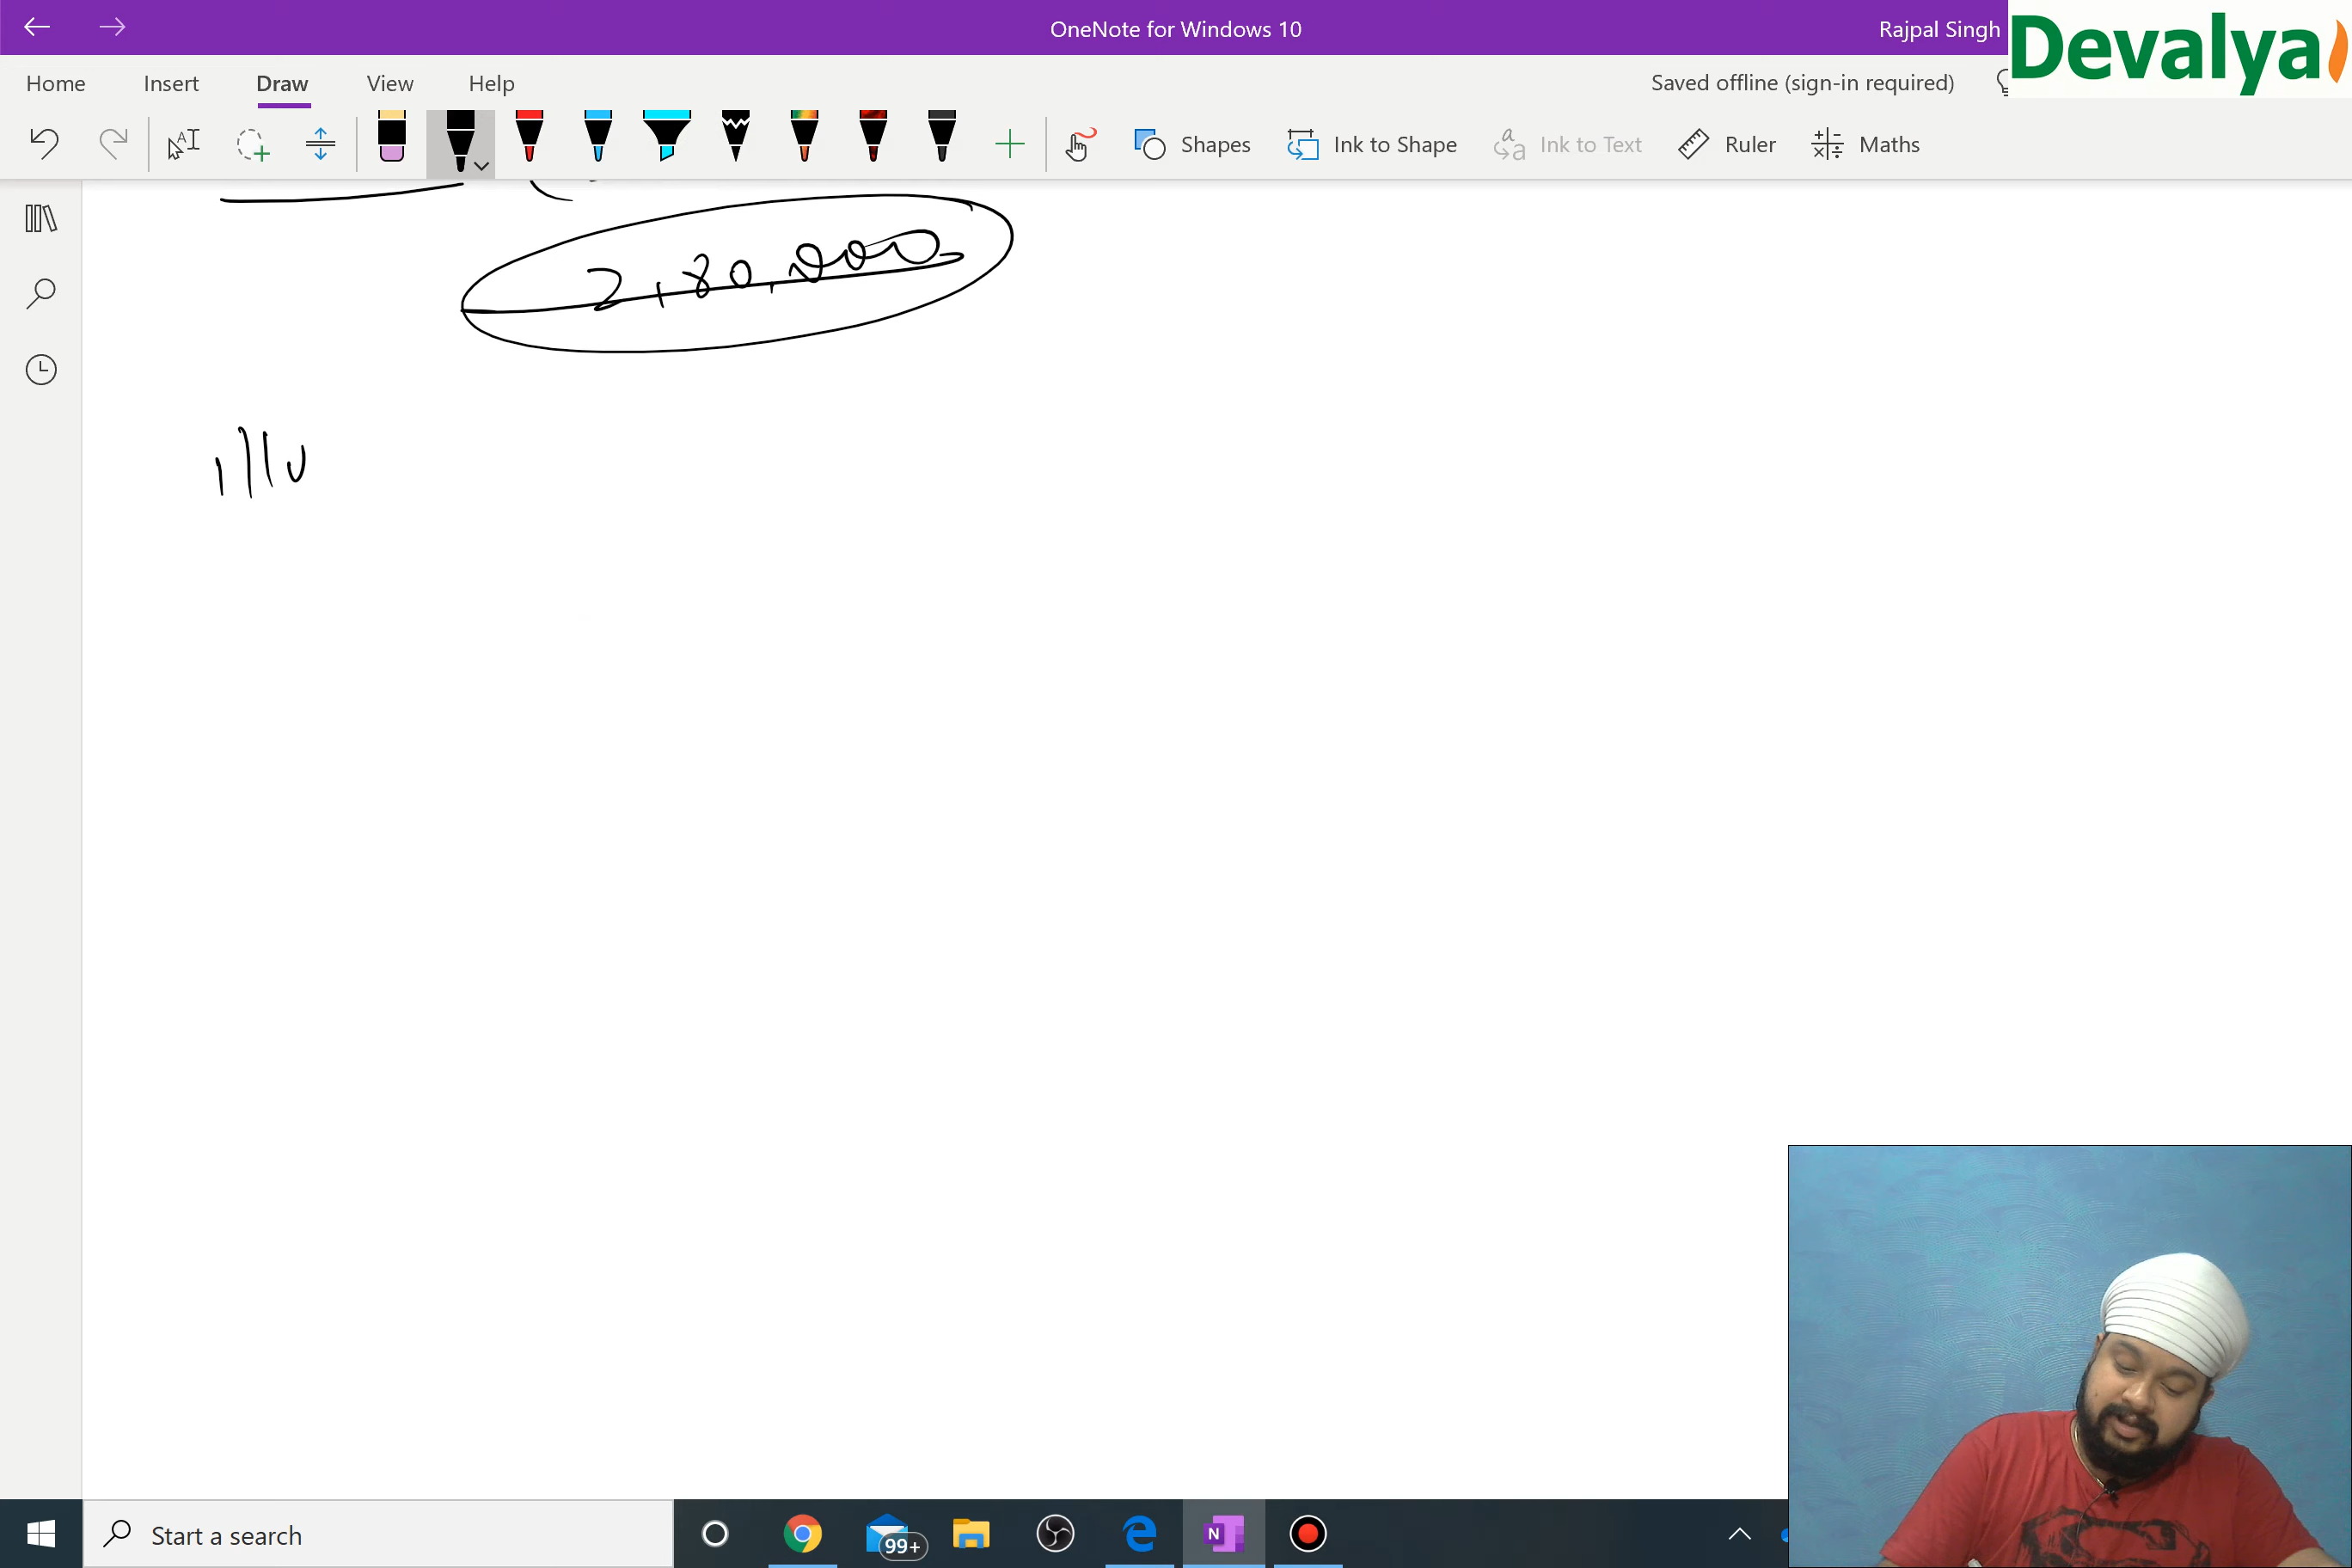 OneNote for Windows 10
Rajpal Singh
Devalya
Home Insert Draw View Help
Saved offline (sign-in required)
Shapes
Ink to Shape
Ink to Text
Ruler
Maths
2,80,000
illu
Start a search
99+